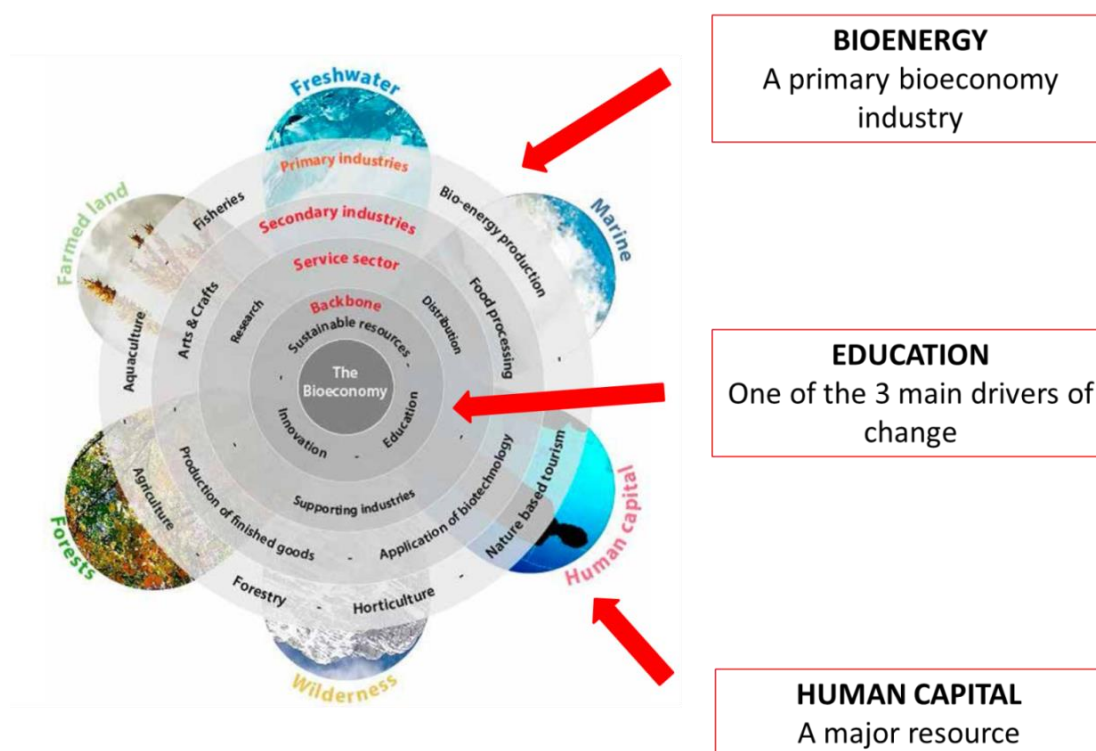 Freshwater
Primary industries
Fisheries
Bio-energy production
Farmed land
Marine
Secondary industries
Arts & Crafts
Food processing
Aquaculture
Service sector
Research
Distribution
Backbone
Sustainable resources
The
Bioeconomy
Innovation
Education
Supporting industries
Production of finished goods
Application of biotechnology
Agriculture
Nature based tourism
Forests
Human capital
Forestry
Horticulture
Wilderness
BIOENERGY
A primary bioeconomy
industry
EDUCATION
One of the 3 main drivers of
change
HUMAN CAPITAL
A major resource